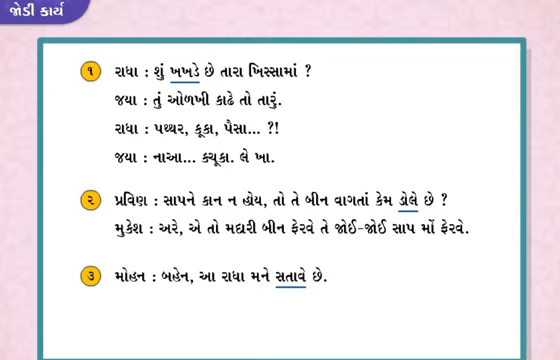 જોડી કાર્ય
૧ રાધા : શું ખખડે છે તારા ખિસ્સામાં ?
જયા : તું ઓળખી કાઢે તો તારું.
રાધા : પથ્થર, કૂકા, પૈસા... ?!
જયા : નાઆ... કચૂકા. લે ખા.
૨ પ્રવિણ : સાપને કાન ન હોય, તો તે બીન વાગતાં કેમ ડોલે છે ?
મુકેશ : અરે, એ તો મદારી બીન ફેરવે તે જોઈ-જોઈ સાપ મોં ફેરવે.
૩ મોહન : બહેન, આ રાધા મને સતાવે છે.